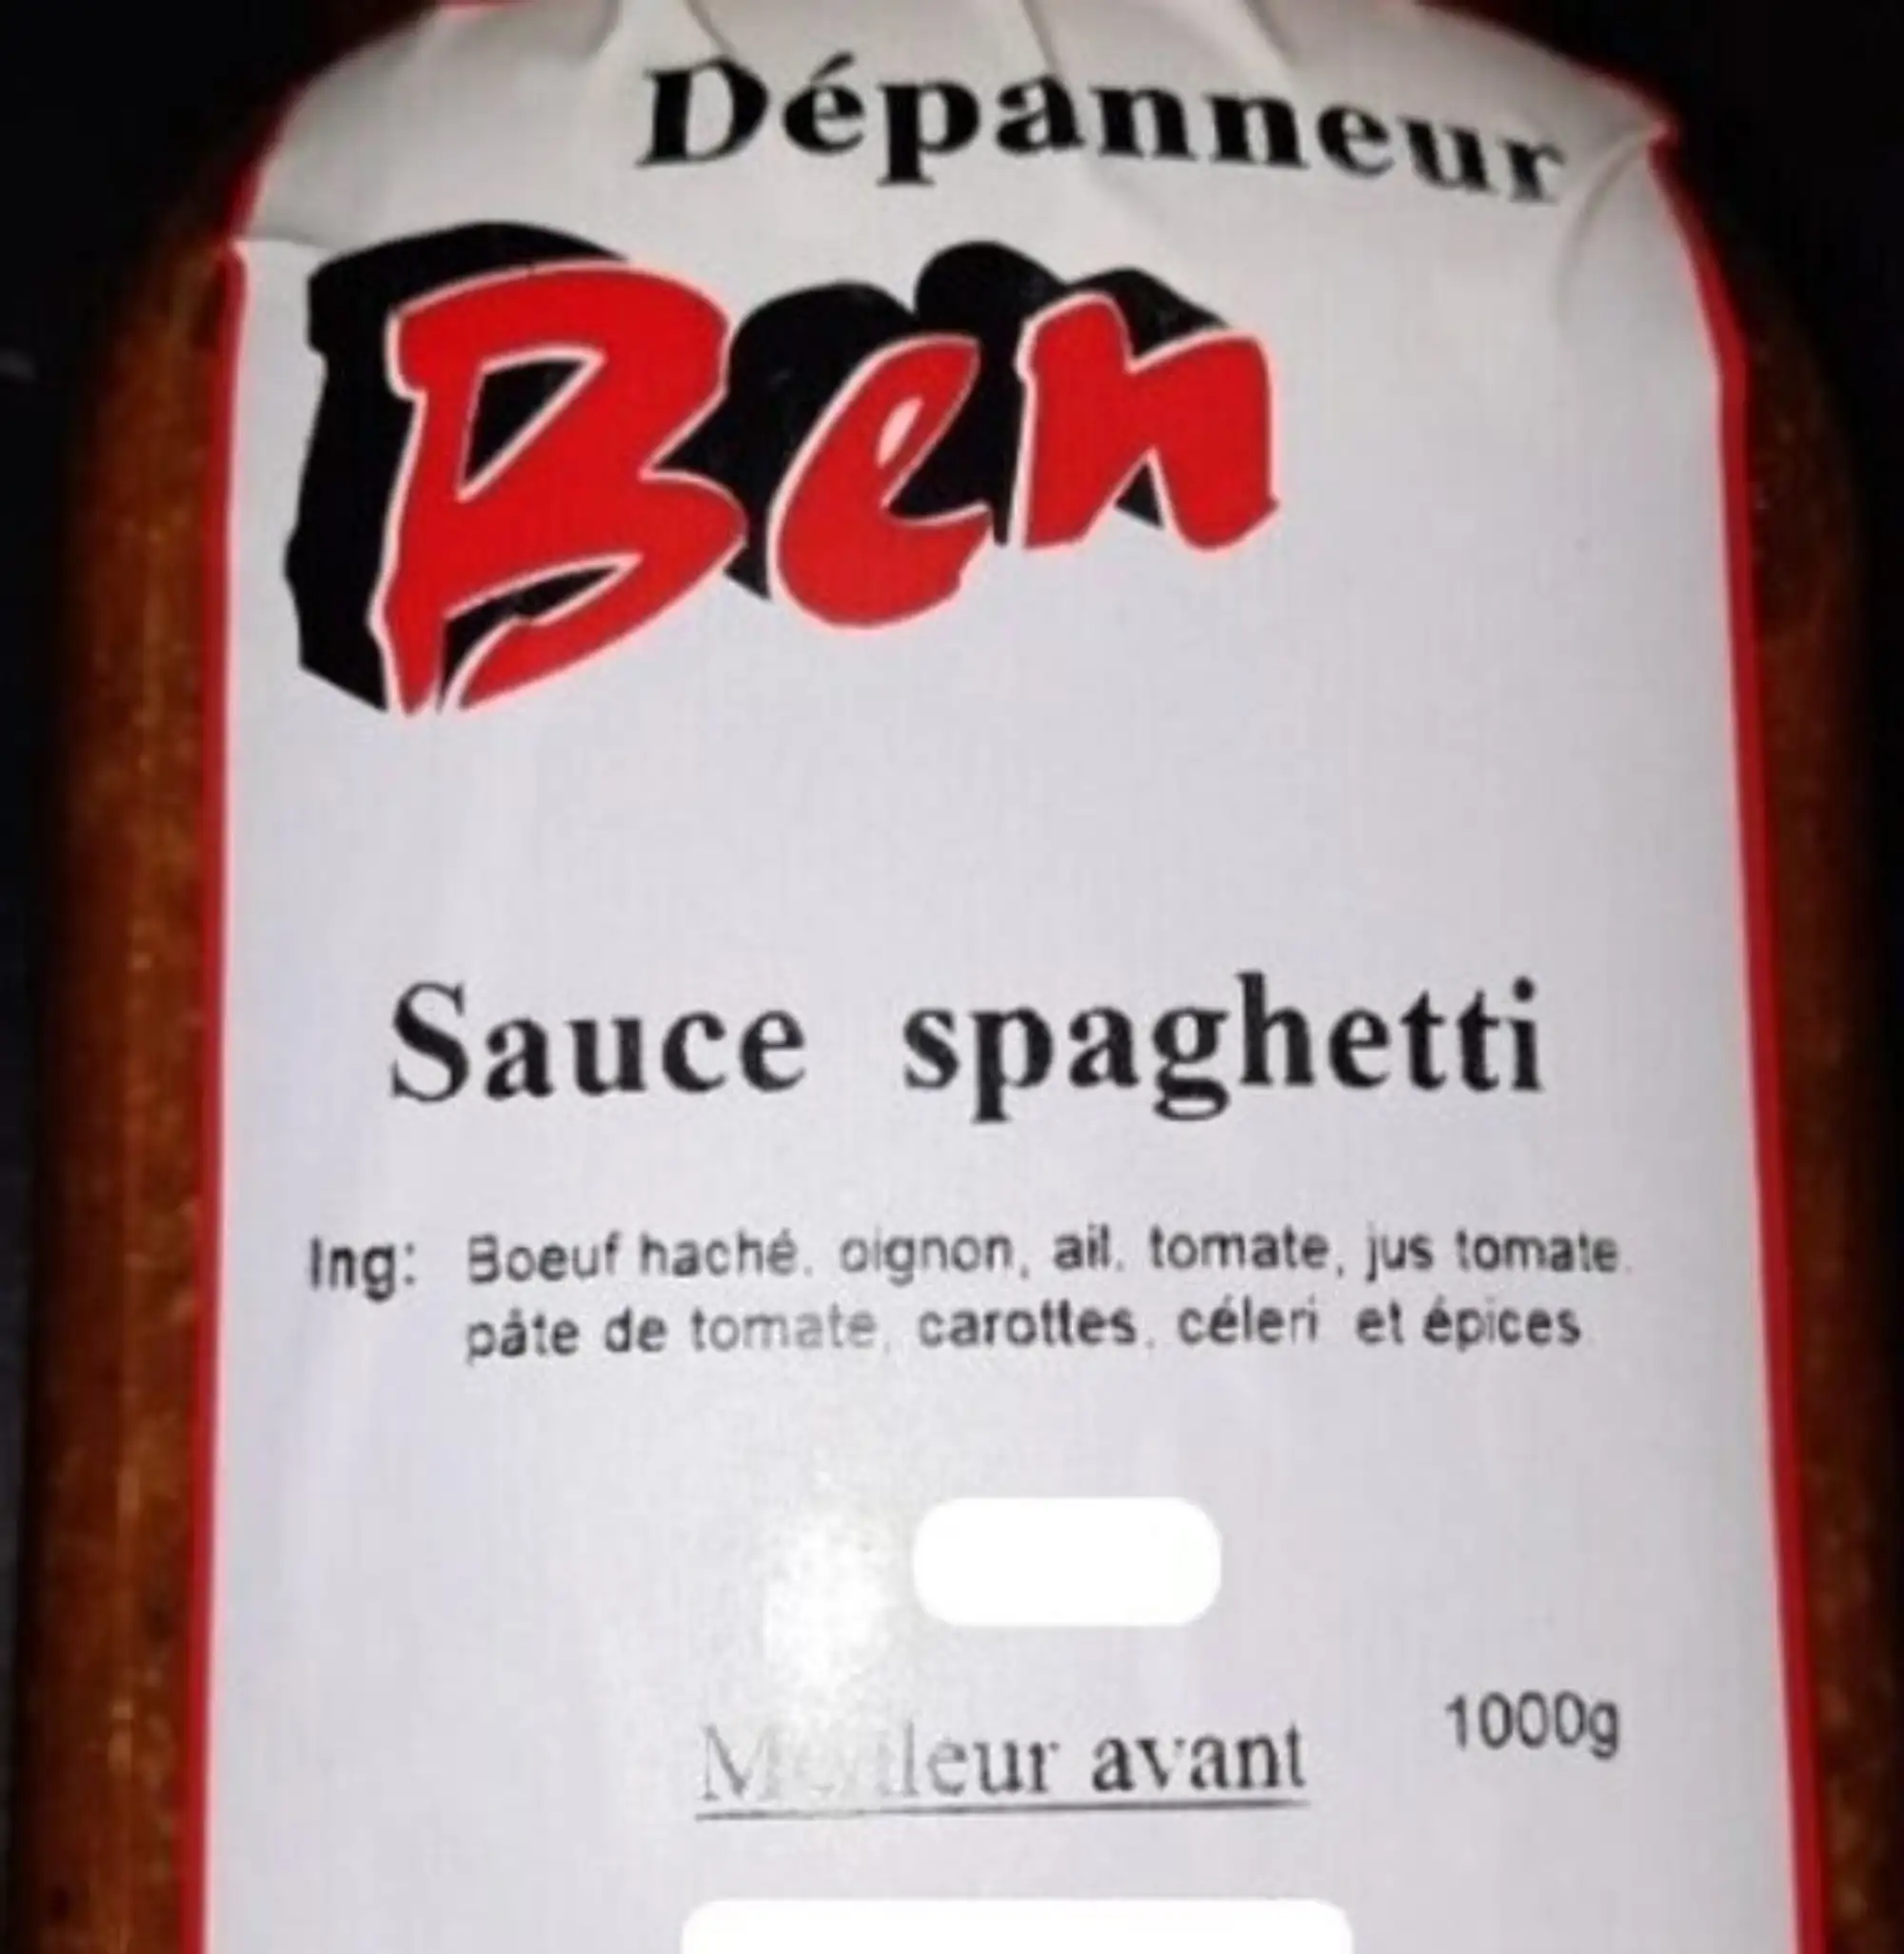 Dépanneur
Ben
Sauce spaghetti
Ing: Boeuf haché, oignon, ail, tomate, jus tomate,
pâte de tomate, carottes, céleri et épices
1000g
Meilleur avant